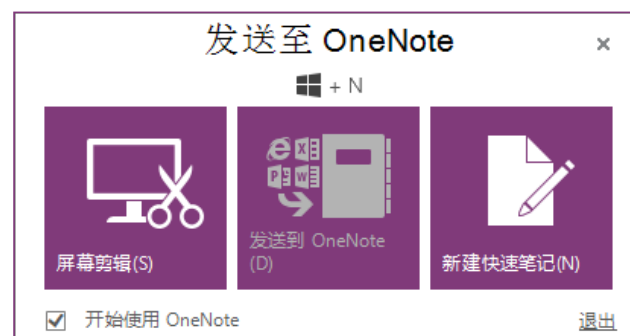 发送至 OneNote
+ N
屏幕剪辑(S)
发送到 OneNote
(D)
新建快速笔记(N)
开始使用 OneNote
退出